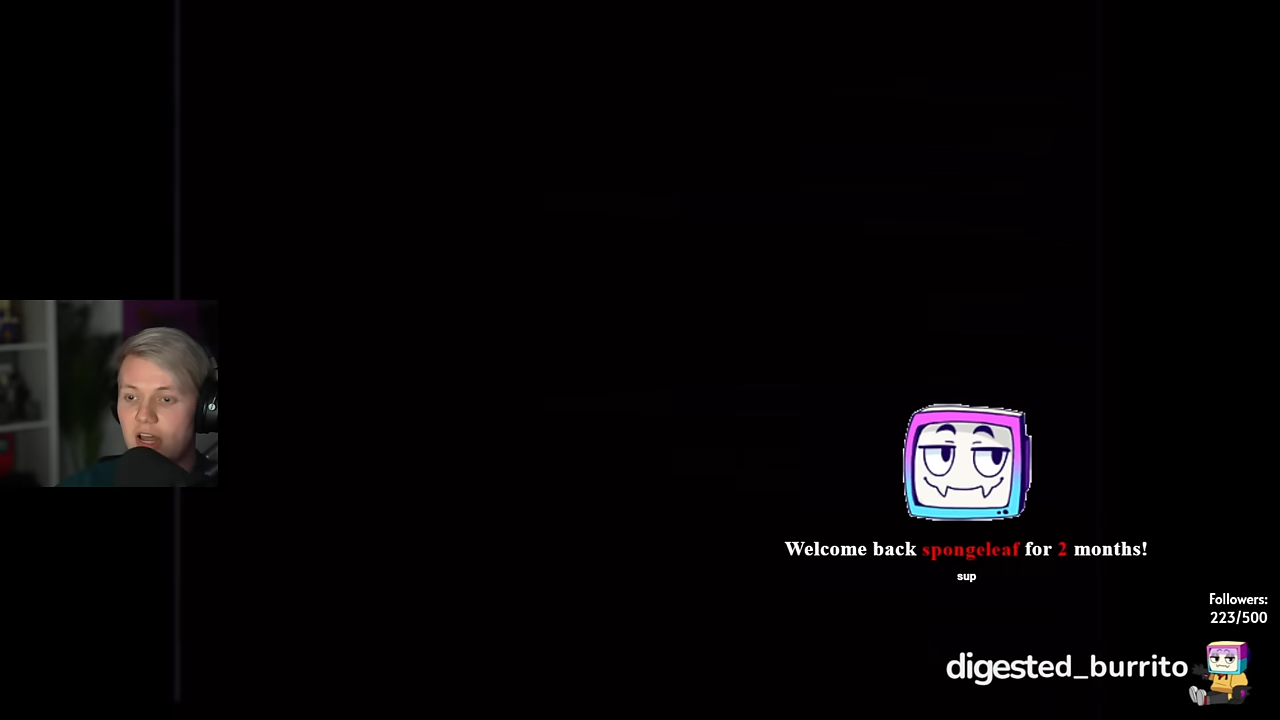 Welcome back spongeleaf for 2 months!
sup
Followers:
223/500
digested_burrito